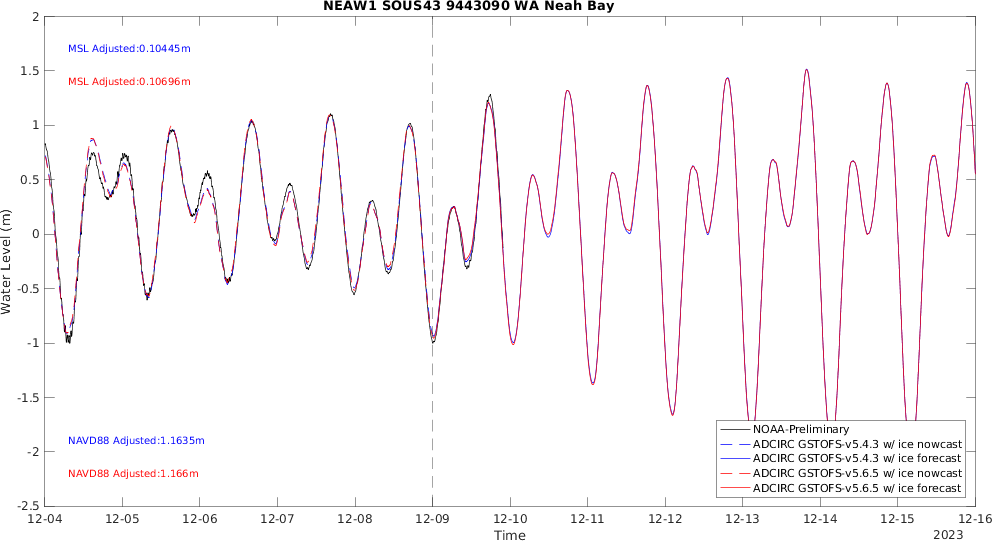 NEAW1 SOUS43 9443090 WA Neah Bay
2
MSL Adjusted:0.10445m
1.5
MSL Adjusted:0.10696m
1
0.5
0
-0.5
-1
-1.5
-2
-2.5
Water Level (m)
NAVD88 Adjusted:1.1635m
NAVD88 Adjusted:1.166m
NOAA-Preliminary
ADCIRC GSTOFS-v5.4.3 w/ ice nowcast
ADCIRC GSTOFS-v5.4.3 w/ ice forecast
ADCIRC GSTOFS-v5.6.5 w/ ice nowcast
ADCIRC GSTOFS-v5.6.5 w/ ice forecast
12-04 12-05 12-06 12-07 12-08 12-09 12-10 12-11 12-12 12-13 12-14 12-15 12-16
Time
2023